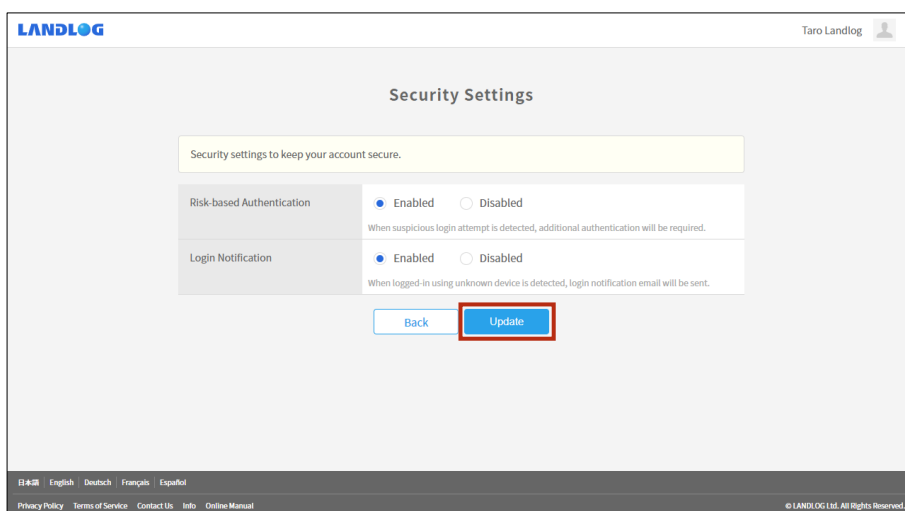 LANDLOG
Taro Landlog
Security Settings
Security settings to keep your account secure.
Risk-based Authentication
Enabled Disabled
When suspicious login attempt is detected, additional authentication will be required.
Login Notification
Enabled Disabled
When logged-in using unknown device is detected, login notification email will be sent.
Back Update
日本語 English Deutsch Français Español
Privacy Policy Terms of Service Contact Us Info Online Manual © LANDLOG Ltd. All Rights Reserved.